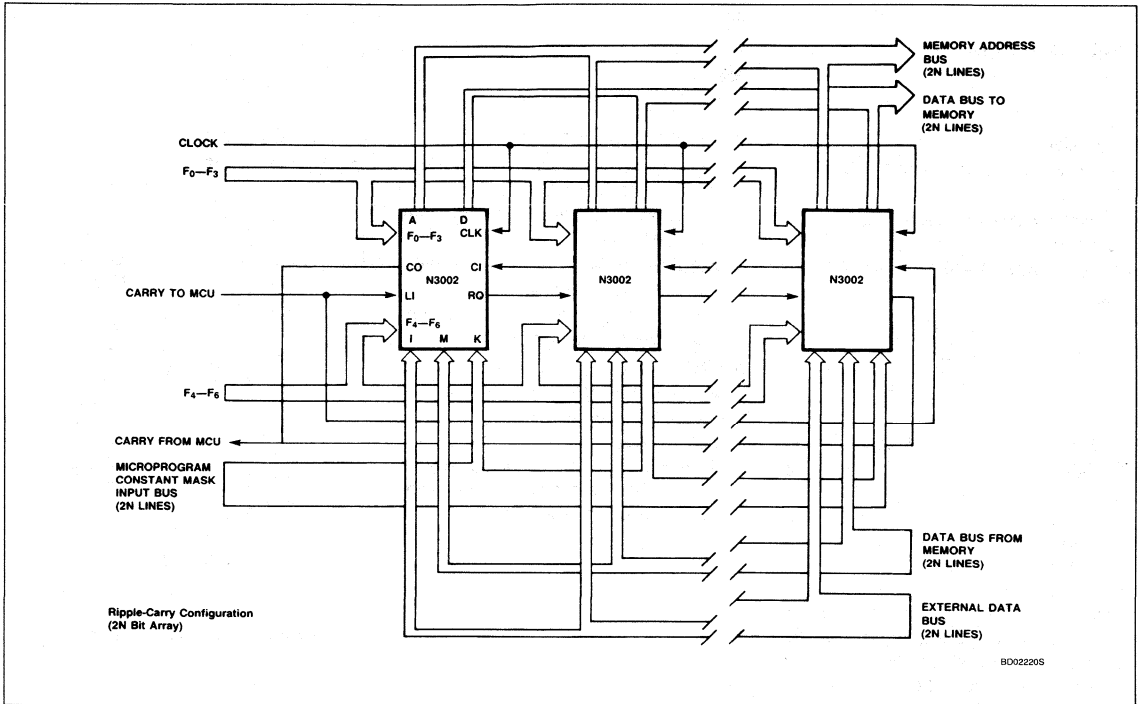 MEMORY ADDRESS
BUS
(2N LINES)
DATA BUS TO
MEMORY
(2N LINES)
CLOCK
F0—F3
A D
F0—F3 CLK
CO CI
N3002
LI RO
F4—F6
I M K
N3002
N3002
CARRY TO MCU
F4—F6
CARRY FROM MCU
MICROPROGRAM
CONSTANT MASK
INPUT BUS
(2N LINES)
DATA BUS FROM
MEMORY
(2N LINES)
EXTERNAL DATA
BUS
(2N LINES)
Ripple-Carry Configuration
(2N Bit Array)
BD02220S